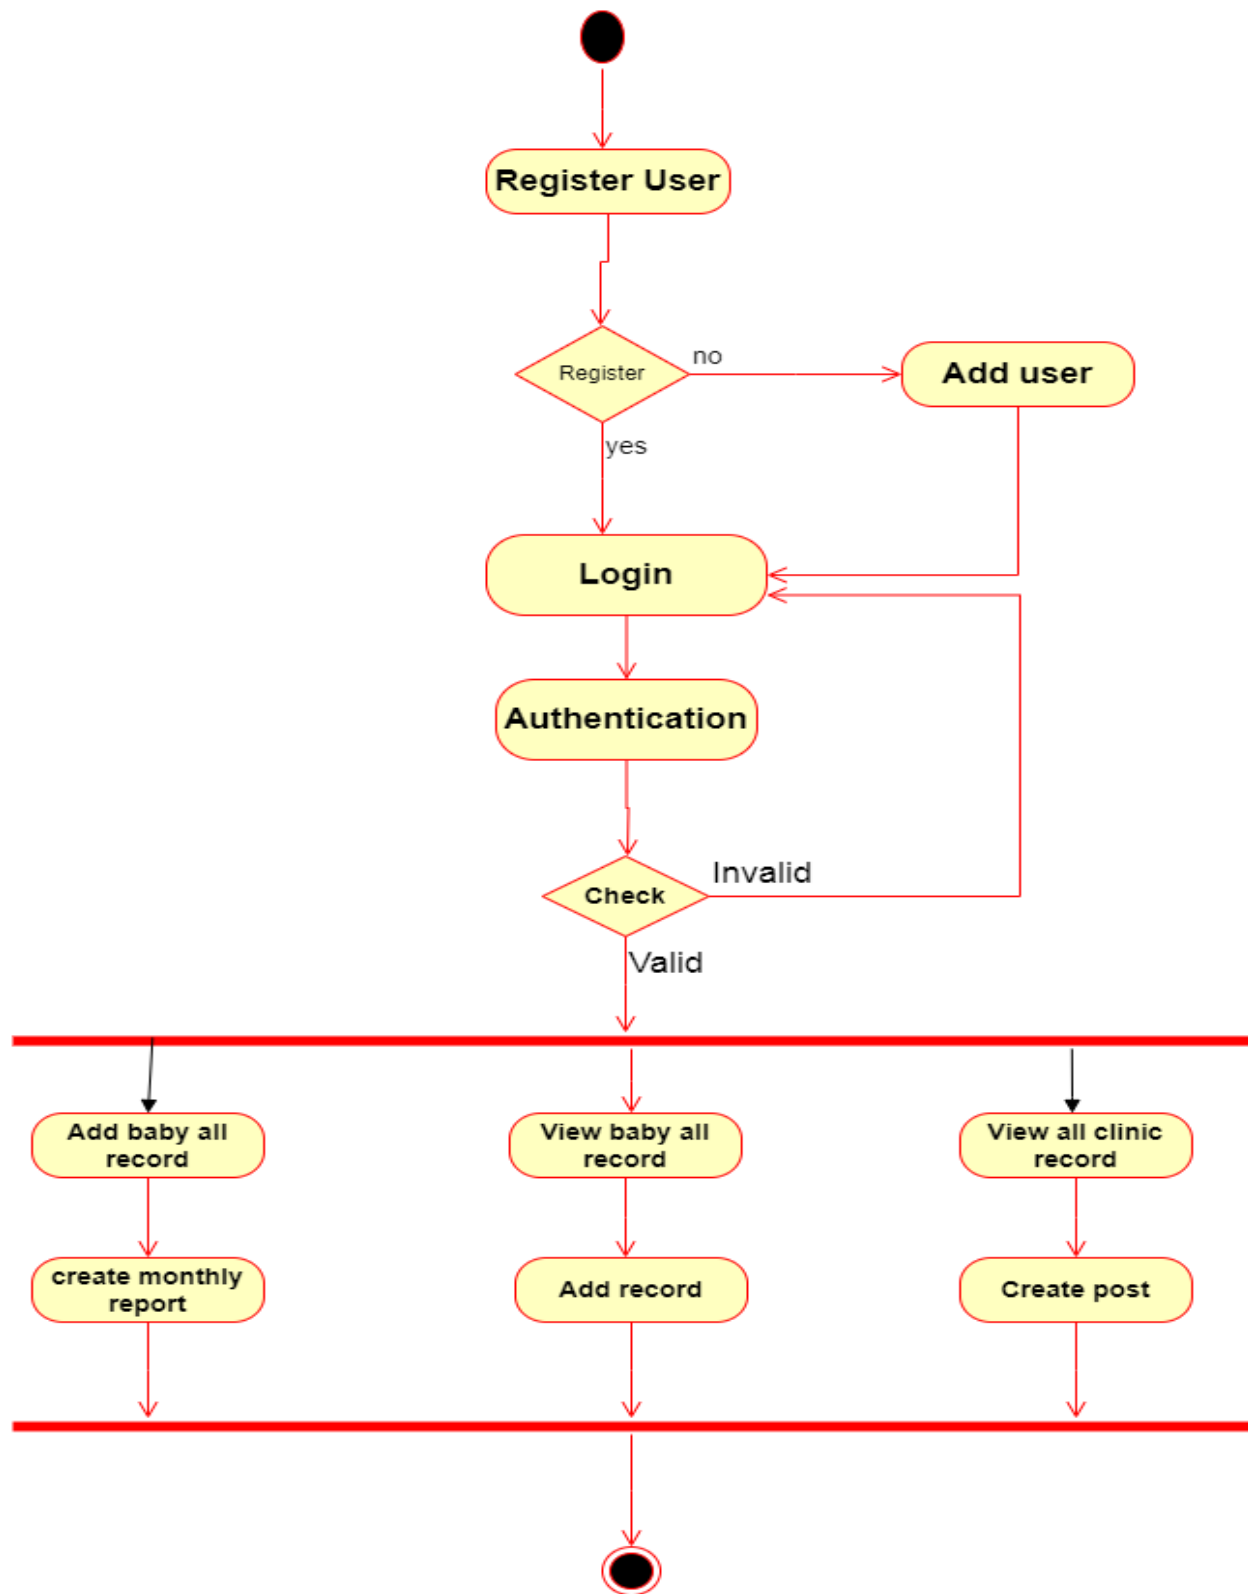 Register User
Register
no
Add user
yes
Login
Authentication
Check
Invalid
Valid
Add baby all
record
View baby all
record
View all clinic
record
create monthly
report
Add record
Create post